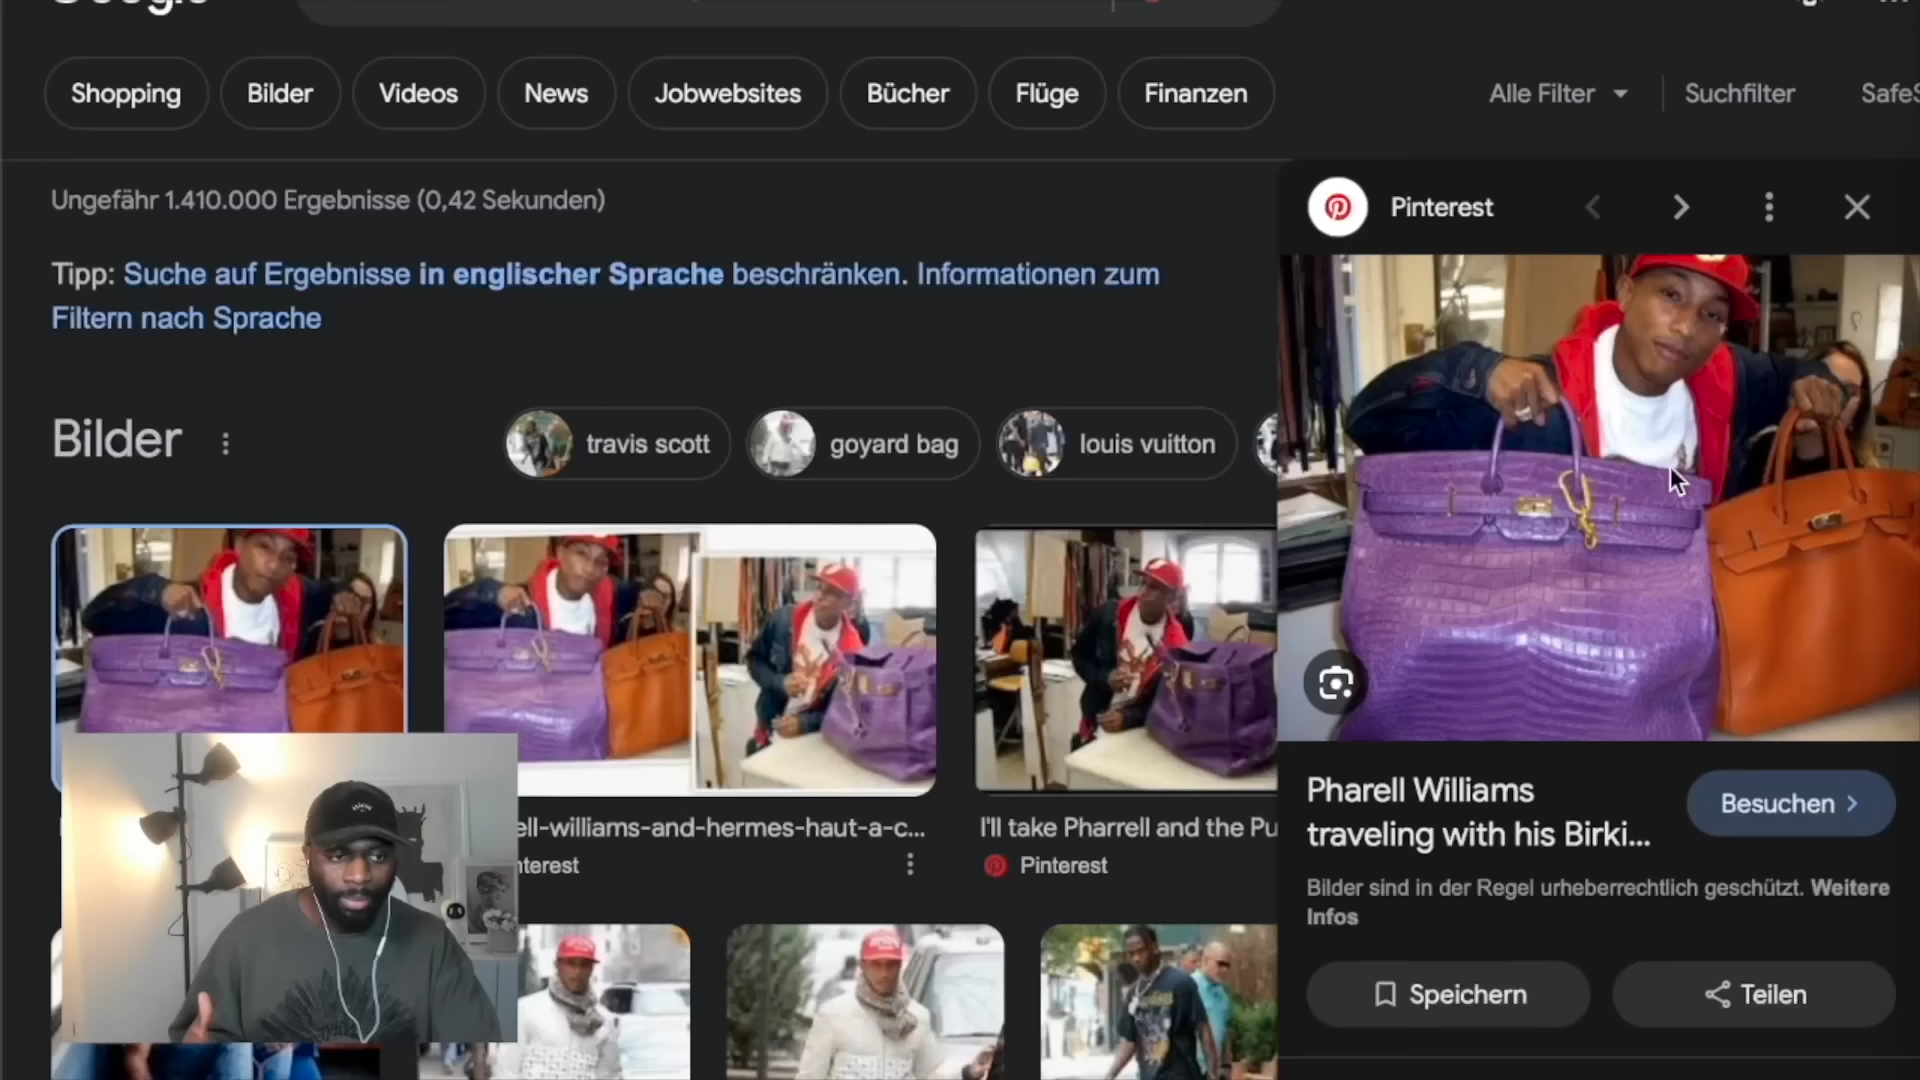 Google
Shopping
Bilder
Videos
News
Jobwebsites
Bücher
Flüge
Finanzen
Alle Filter
Suchfilter
SafeS
Ungefähr 1.410.000 Ergebnisse (0,42 Sekunden)
Tipp: Suche auf Ergebnisse in englischer Sprache beschränken. Informationen zum
Filtern nach Sprache
Bilder
travis scott
goyard bag
louis vuitton
ell-williams-and-hermes-haut-a-c...
nterest
I'll take Pharrell and the Pu
Pinterest
Pinterest
Pharell Williams
traveling with his Birki...
Besuchen
Bilder sind in der Regel urheberrechtlich geschützt. Weitere
Infos
Speichern
Teilen